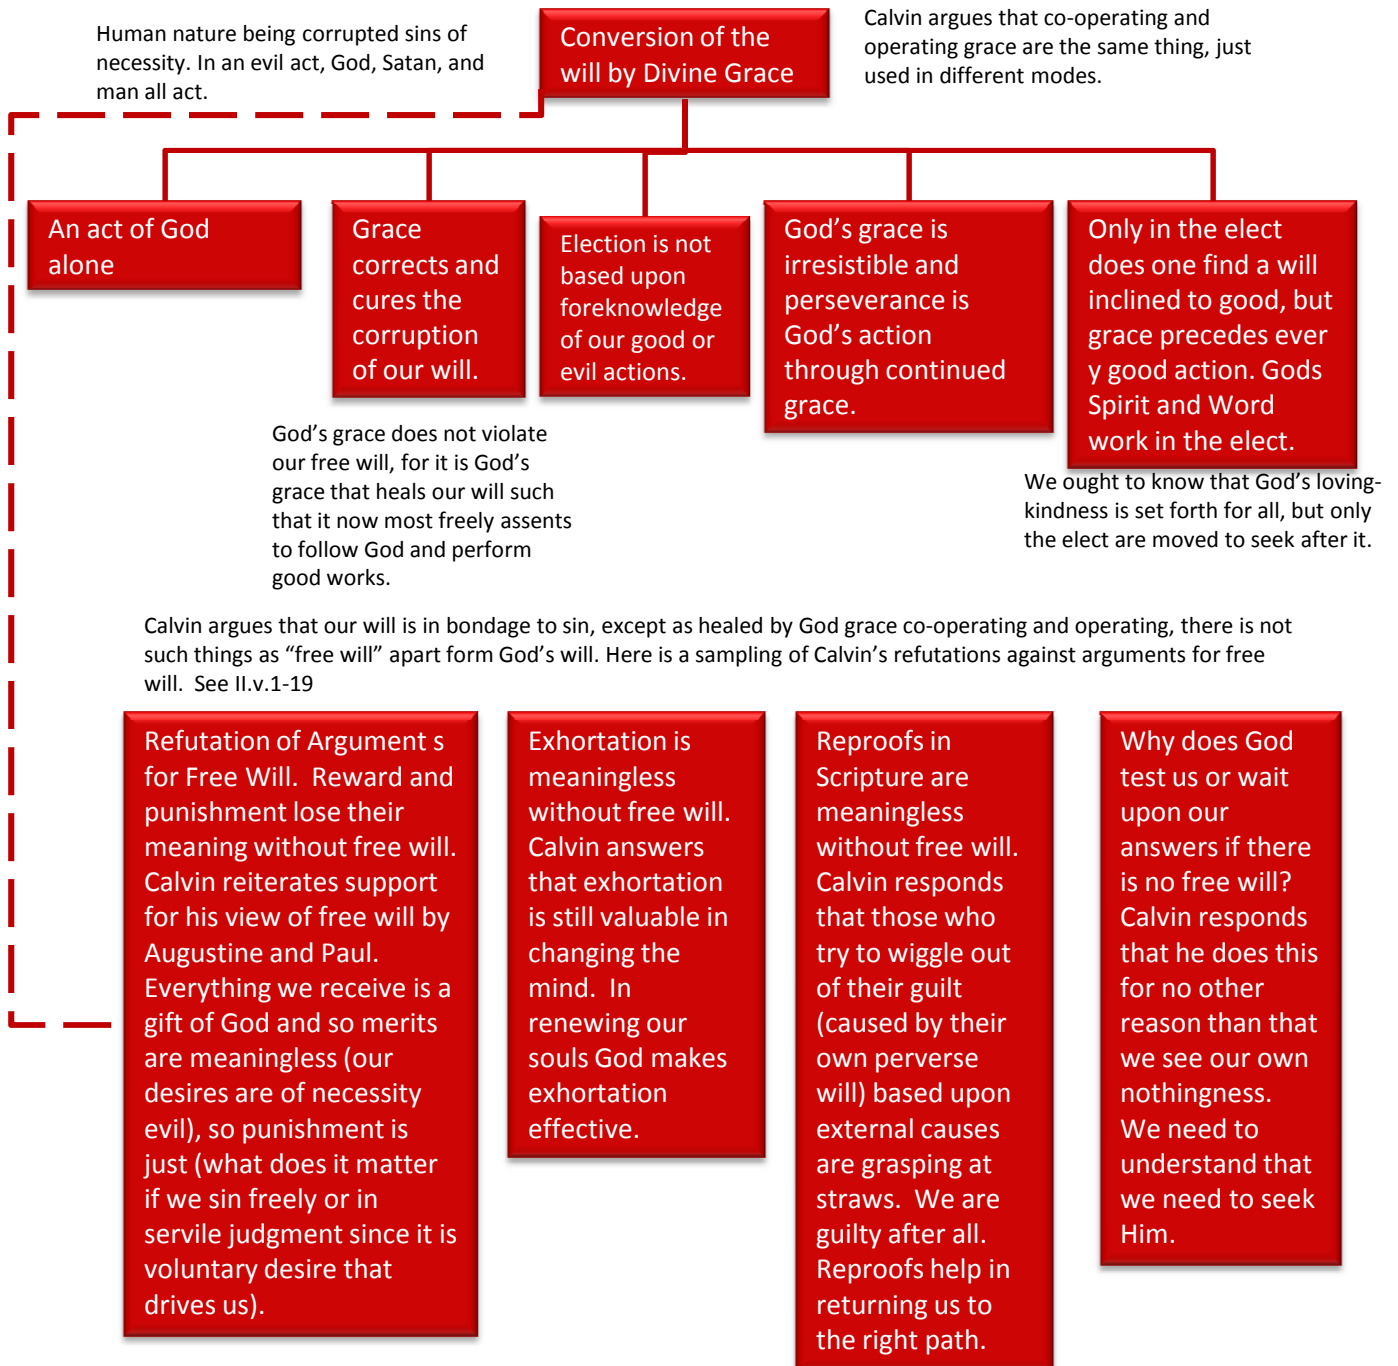 Human nature being corrupted sins of
necessity. In an evil act, God, Satan, and
man all act.
Conversion of the
will by Divine Grace
Calvin argues that co-operating and
operating grace are the same thing, just
used in different modes.
An act of God
alone
Grace
corrects and
cures the
corruption
of our will.
Election is not
based upon
foreknowledge
of our good or
evil actions.
God’s grace is
irresistible and
perseverance is
God’s action
through continued
grace.
Only in the elect
does one find a will
inclined to good, but
grace precedes ever
y good action. Gods
Spirit and Word
work in the elect.
God’s grace does not violate
our free will, for it is God’s
grace that heals our will such
that it now most freely assents
to follow God and perform
good works.
We ought to know that God’s loving-
kindness is set forth for all, but only
the elect are moved to seek after it.
Calvin argues that our will is in bondage to sin, except as healed by God grace co-operating and operating, there is not
such things as “free will” apart form God’s will. Here is a sampling of Calvin’s refutations against arguments for free
will. See II.v.1-19
Refutation of Argument s
for Free Will. Reward and
punishment lose their
meaning without free will.
Calvin reiterates support
for his view of free will by
Augustine and Paul.
Everything we receive is a
gift of God and so merits
are meaningless (our
desires are of necessity
evil), so punishment is
just (what does it matter
if we sin freely or in
servile judgment since it is
voluntary desire that
drives us).
Exhortation is
meaningless
without free will.
Calvin answers
that exhortation
is still valuable in
changing the
mind. In
renewing our
souls God makes
exhortation
effective.
Reproofs in
Scripture are
meaningless
without free will.
Calvin responds
that those who
try to wiggle out
of their guilt
(caused by their
own perverse
will) based upon
external causes
are grasping at
straws. We are
guilty after all.
Reproofs help in
returning us to
the right path.
Why does God
test us or wait
upon our
answers if there
is no free will?
Calvin responds
that he does this
for no other
reason than that
we see our own
nothingness.
We need to
understand that
we need to seek
Him.